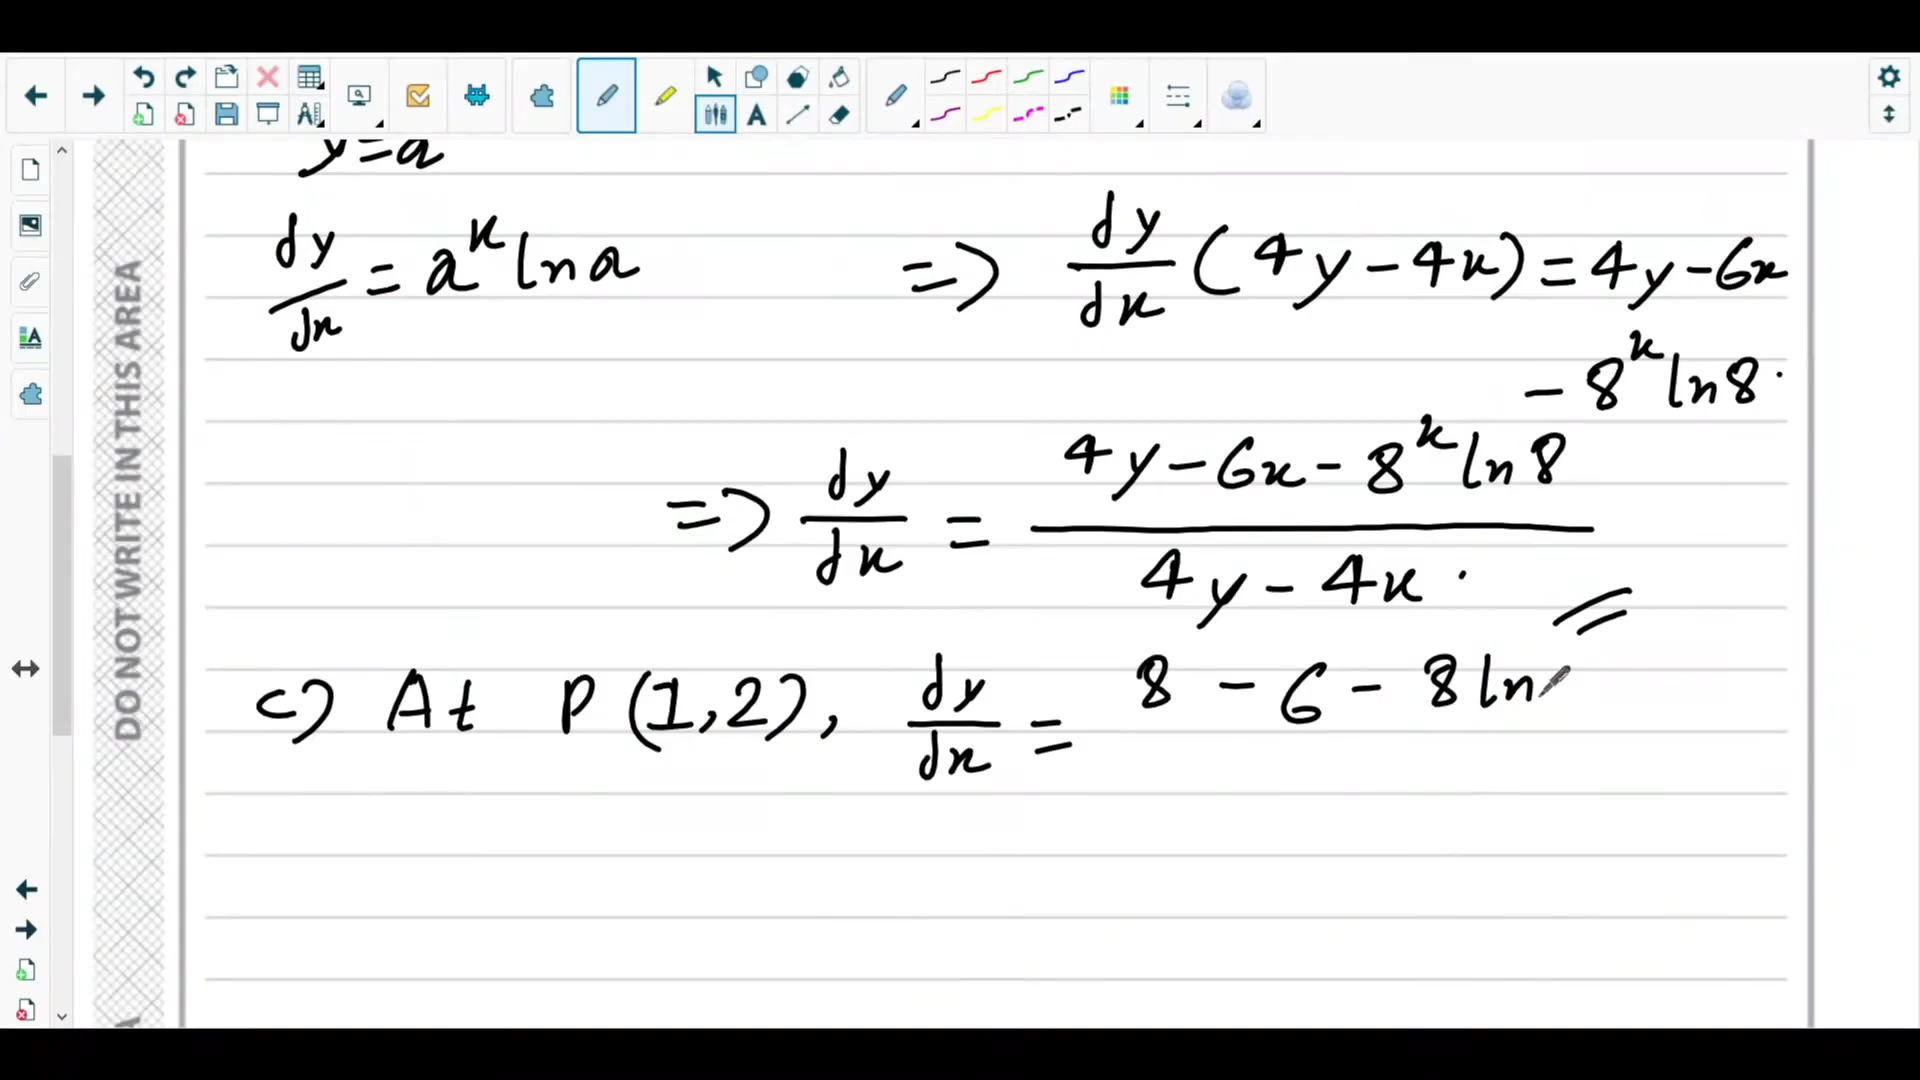 y=a
dy/dx = a^x ln a
=> dy/dx (4y-4x) = 4y-6x
- 8^x ln 8.
=> dy/dx = (4y-6x-8^x ln 8)/(4y-4x).
c) At P(1,2), dy/dx = 8 - 6 - 8 ln
DO NOT WRITE IN THIS AREA
A